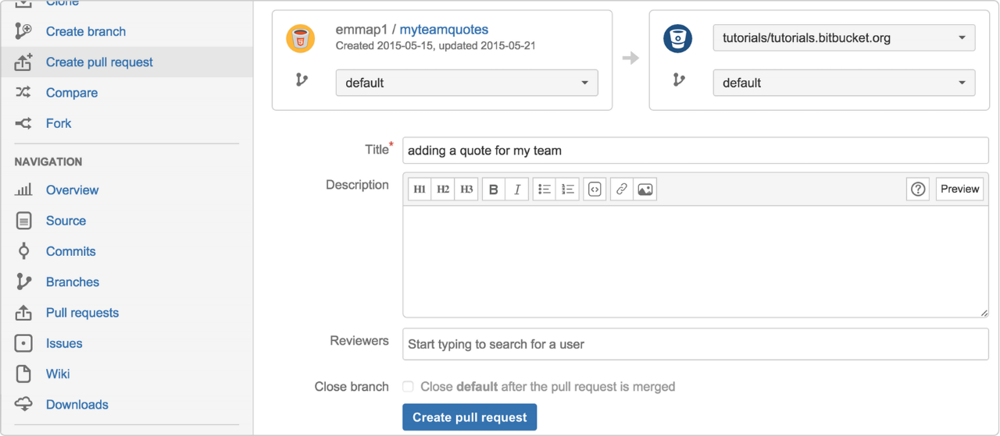 Clone
Create branch
Create pull request
Compare
Fork
NAVIGATION
Overview
Source
Commits
Branches
Pull requests
Issues
Wiki
Downloads
emmap1 / myteamquotes
Created 2015-05-15, updated 2015-05-21
default
tutorials/tutorials.bitbucket.org
default
Title*
adding a quote for my team
Description
H1 H2 H3 B I
Preview
Reviewers
Start typing to search for a user
Close branch
Close default after the pull request is merged
Create pull request